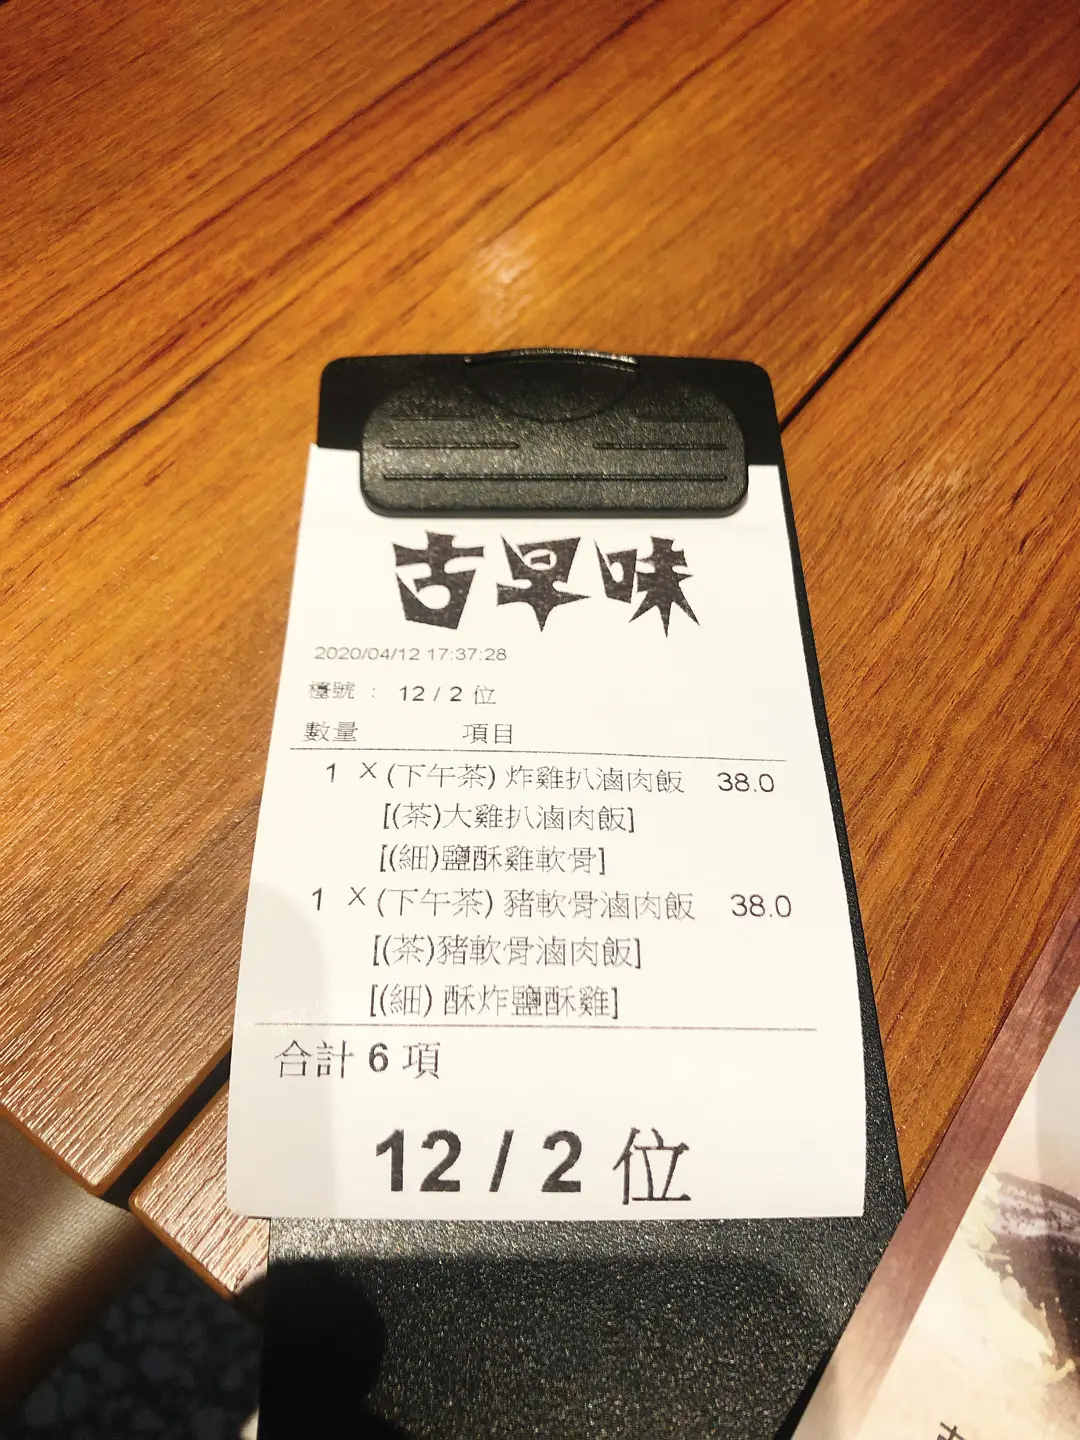 古早味
2020/04/12 17:37:28
檯號 : 12 / 2 位
數量 項目
1 X (下午茶) 炸雞扒滷肉飯 38.0
[(茶)大雞扒滷肉飯]
[(細)鹽酥雞軟骨]
1 X (下午茶) 豬軟骨滷肉飯 38.0
[(茶)豬軟骨滷肉飯]
[(細) 酥炸鹽酥雞]
合計 6 項
12 / 2 位